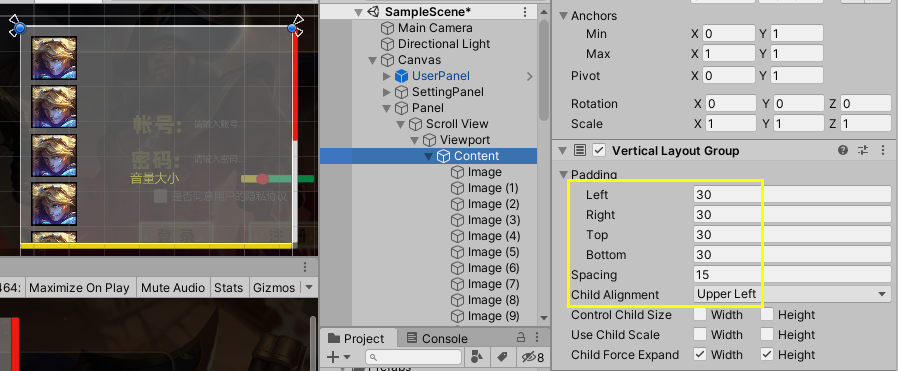 帐号：
请输入账号
密码：
请输入密码
音量大小
是否同意用户的隐私协议
登录
注
464:
Maximize On Play
Mute Audio
Stats
Gizmos
SampleScene*
Main Camera
Directional Light
Canvas
UserPanel
SettingPanel
Panel
Scroll View
Viewport
Content
Image
Image (1)
Image (2)
Image (3)
Image (4)
Image (5)
Image (6)
Image (7)
Image (8)
Image (9)
Project
Console
8
Prefabs
Anchors
Min X 0 Y 1
Max X 1 Y 1
Pivot X 0 Y 1
Rotation X 0 Y 0 Z 0
Scale X 1 Y 1 Z 1
Vertical Layout Group
Padding
Left 30
Right 30
Top 30
Bottom 30
Spacing 15
Child Alignment Upper Left
Control Child Size Width Height
Use Child Scale Width Height
Child Force Expand Width Height